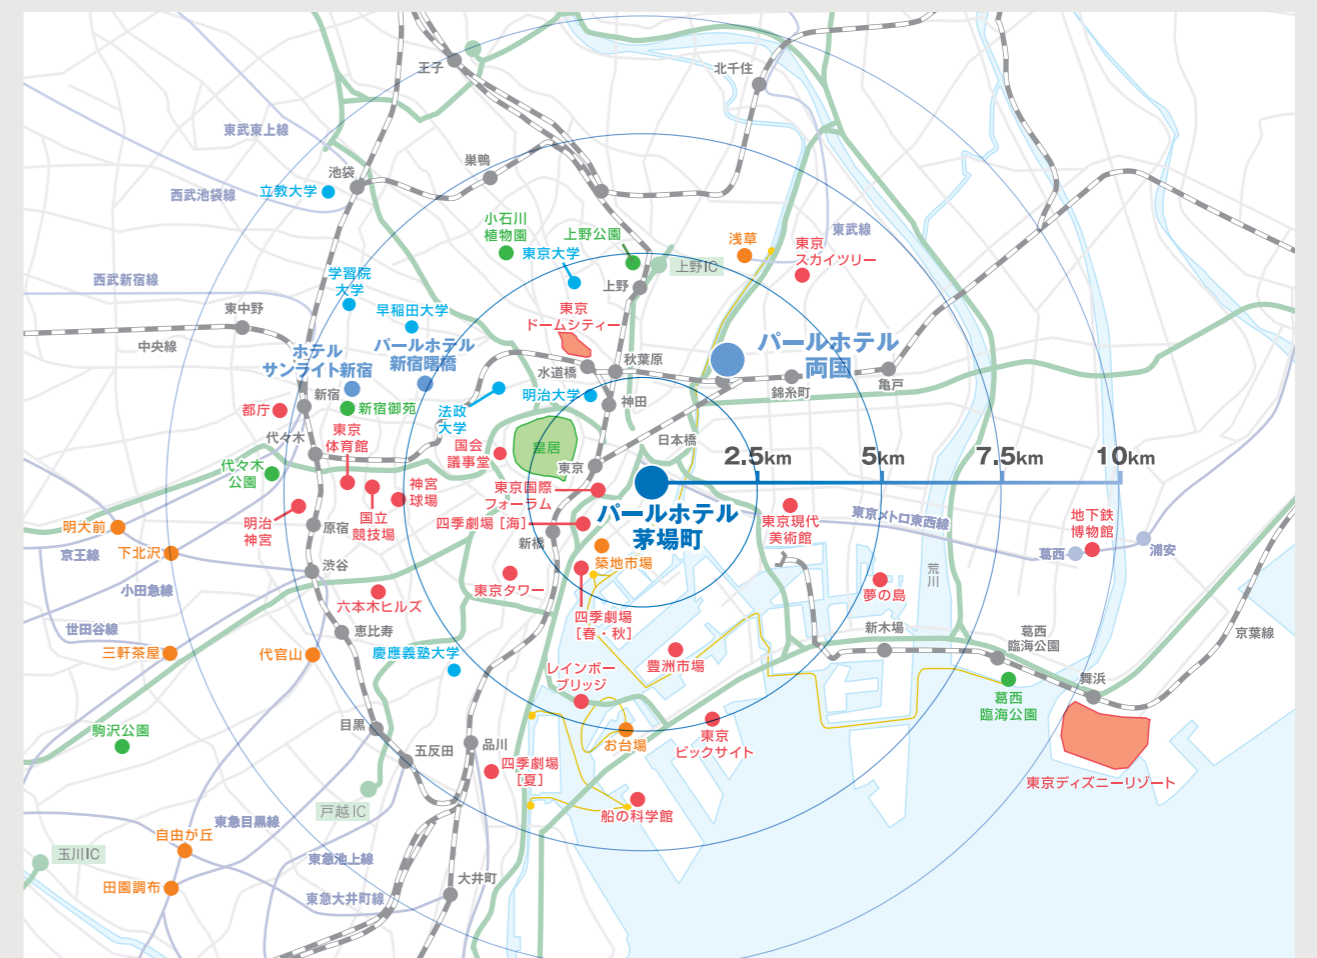 王子
北千住
東武東上線
巣鴨
池袋
立教大学
西武池袋線
小石川
植物園
上野公園
東京大学
浅草
東武線
東京
スカイツリー
上野IC
西武新宿線
学習院
大学
上野
東中野
早稲田大学
東京
ドームシティー
中央線
ホテル
サンライト新宿
パールホテル
新宿曙橋
パールホテル
両国
水道橋
秋葉原
錦糸町
亀戸
新宿
新宿御苑
明治大学
神田
都庁
法政
大学
代々木
東京
体育館
国会
議事堂
皇居
日本橋
東京
2.5km
5km
7.5km
10km
代々木
公園
神宮
球場
東京国際
フォーラム
明治
神宮
国立
競技場
四季劇場［海］
パールホテル
茅場町
東京現代
美術館
東京メトロ東西線
地下鉄
博物館
明大前
原宿
新橋
葛西
浦安
京王線
下北沢
渋谷
築地市場
荒川
小田急線
東京タワー
夢の島
六本木ヒルズ
四季劇場
［春・秋］
世田谷線
恵比寿
新木場
葛西
臨海公園
京葉線
三軒茶屋
代官山
慶應義塾大学
レインボー
ブリッジ
豊洲市場
舞浜
葛西
臨海公園
駒沢公園
目黒
五反田
品川
お台場
東京
ビックサイト
四季劇場
［夏］
東京ディズニーリゾート
戸越IC
船の科学館
東急目黒線
自由が丘
玉川IC
東急池上線
田園調布
東急大井町線
大井町